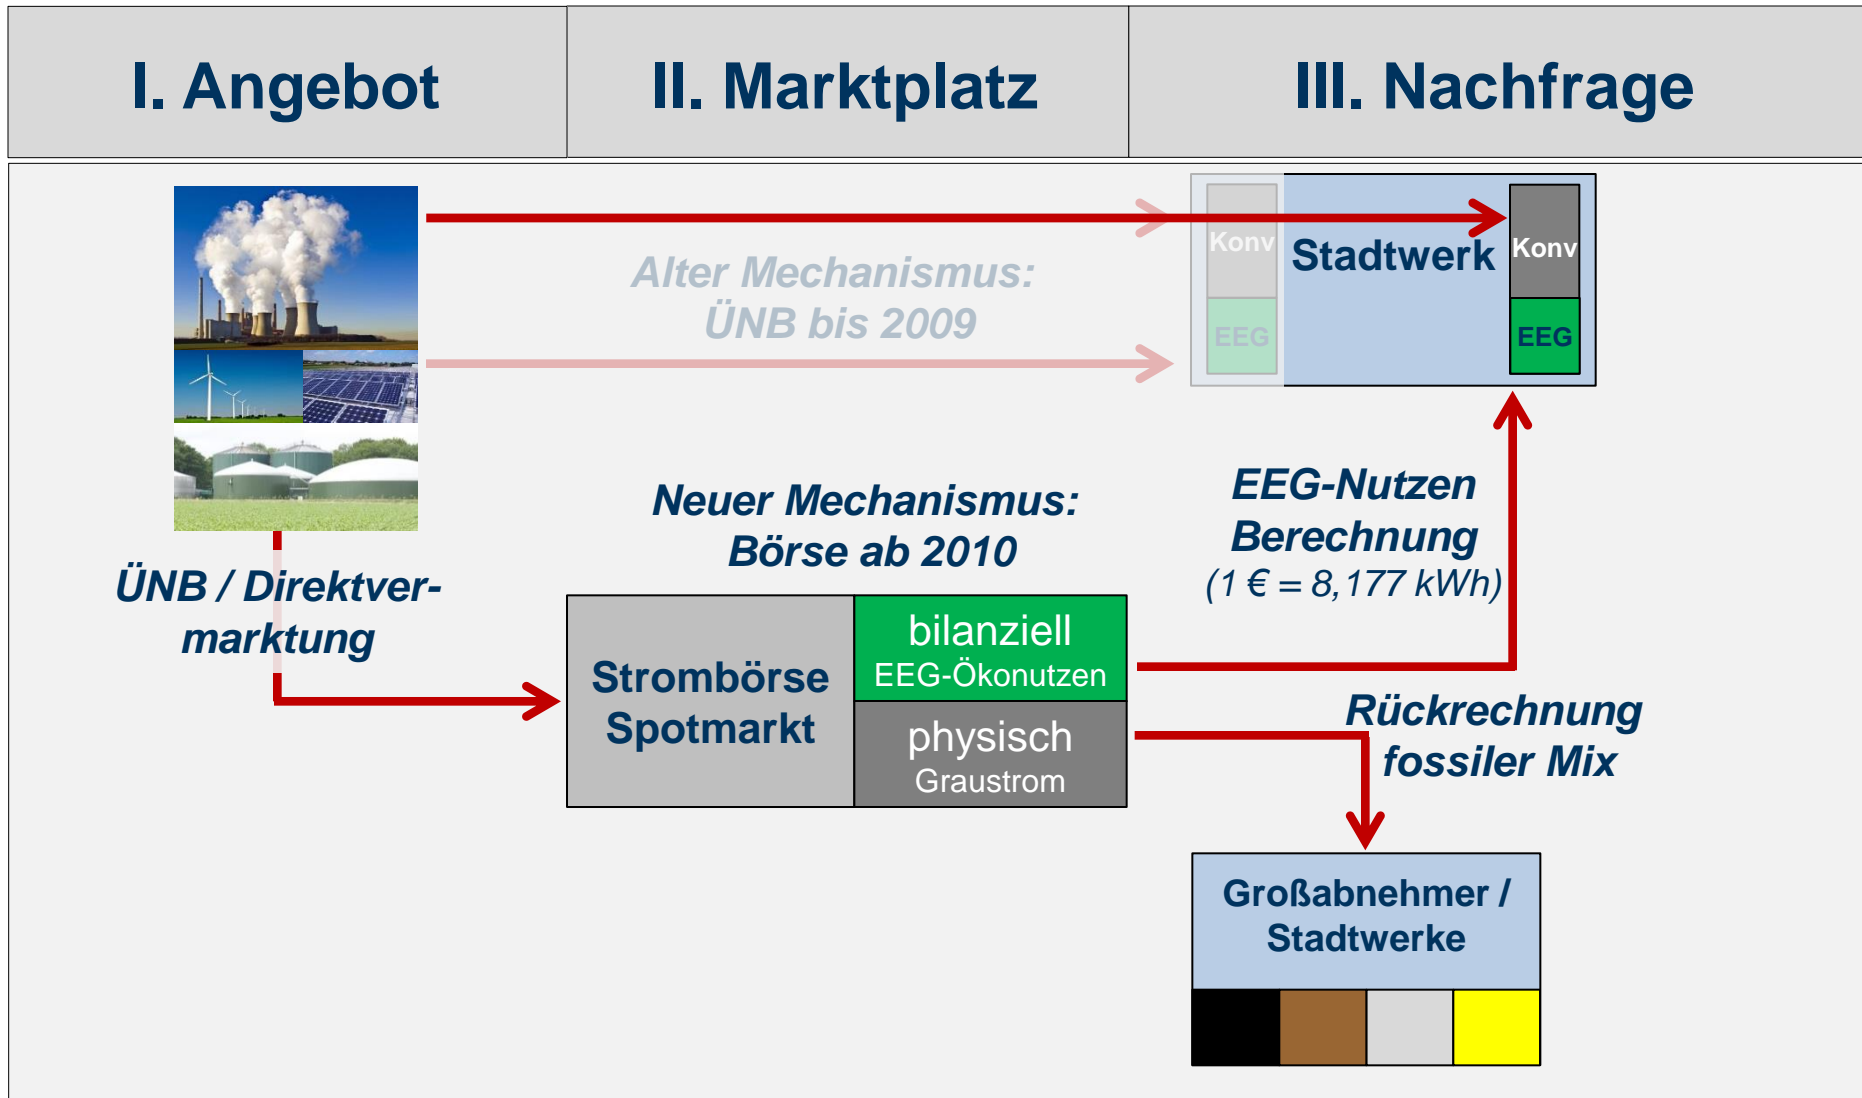 I. Angebot
II. Marktplatz
III. Nachfrage
Alter Mechanismus:
ÜNB bis 2009
Konv
EEG
Stadtwerk
Konv
EEG
Neuer Mechanismus:
Börse ab 2010
EEG-Nutzen
Berechnung
(1 € = 8,177 kWh)
ÜNB / Direktver-
marktung
Strombörse
Spotmarkt
bilanziell
EEG-Ökonutzen
physisch
Graustrom
Rückrechnung
fossiler Mix
Großabnehmer /
Stadtwerke